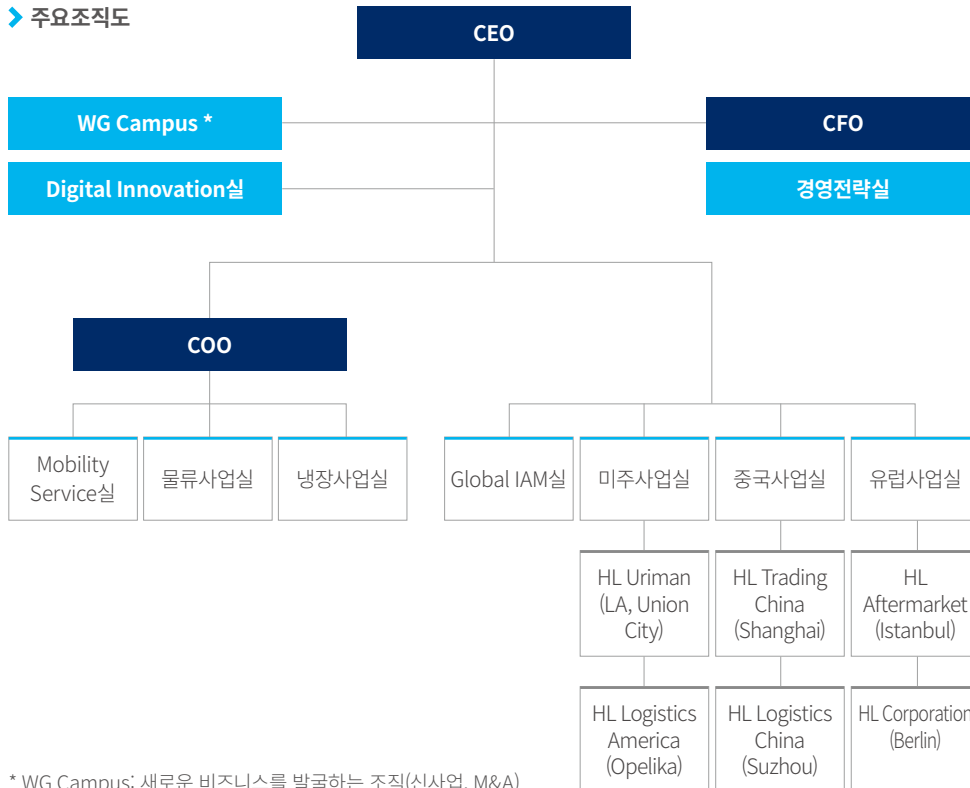 주요조직도
CEO
WG Campus *
CFO
Digital Innovation실
경영전략실
COO
Mobility
Service실
물류사업실
냉장사업실
Global IAM실
미주사업실
중국사업실
유럽사업실
HL Uriman
(LA, Union
City)
HL Trading
China
(Shanghai)
HL
Aftermarket
(Istanbul)
HL Logistics
America
(Opelika)
HL Logistics
China
(Suzhou)
HL Corporation
(Berlin)
* WG Campus: 새로운 비즈니스를 발굴하는 조직(신사업, M&A)